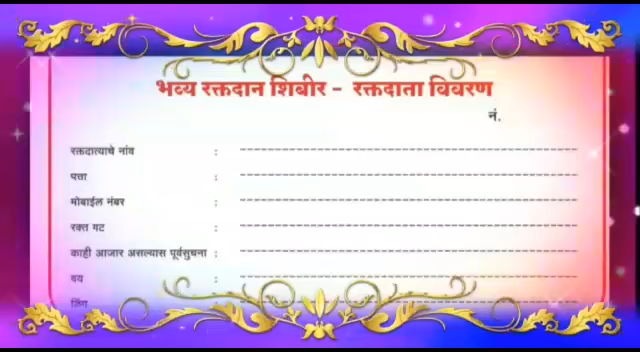 भव्य रक्तदान शिबीर - रक्तदाता विवरण
नं.
रक्तदात्याचे नांव : ------------------------------------------------
पत्ता : ------------------------------------------------
मोबाईल नंबर : ------------------------------------------------
रक्त गट : ------------------------------------------------
काही आजार असल्यास पूर्वसुचना : ------------------------------------------------
वय : ------------------------------------------------
लिंग : ------------------------------------------------